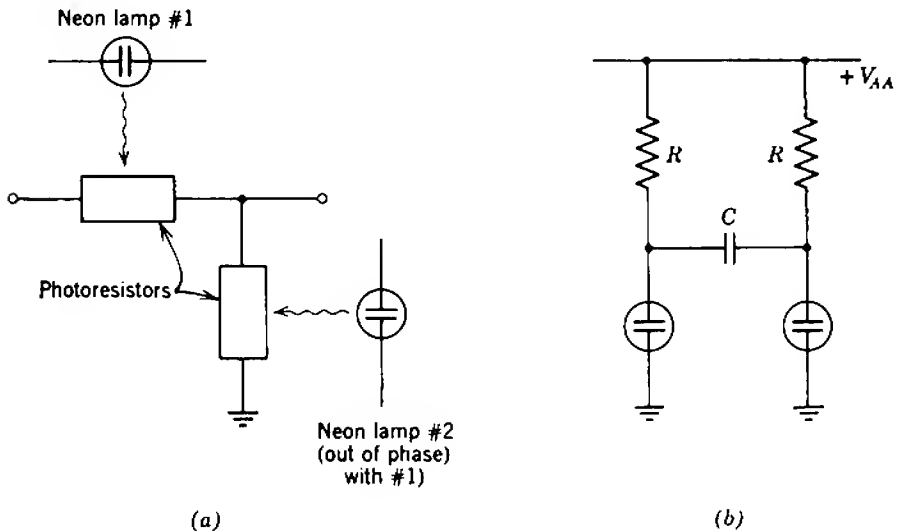 Neon lamp #1
+ V_AA
R
R
C
Photoresistors
Neon lamp #2
(out of phase)
with #1)
(a)
(b)